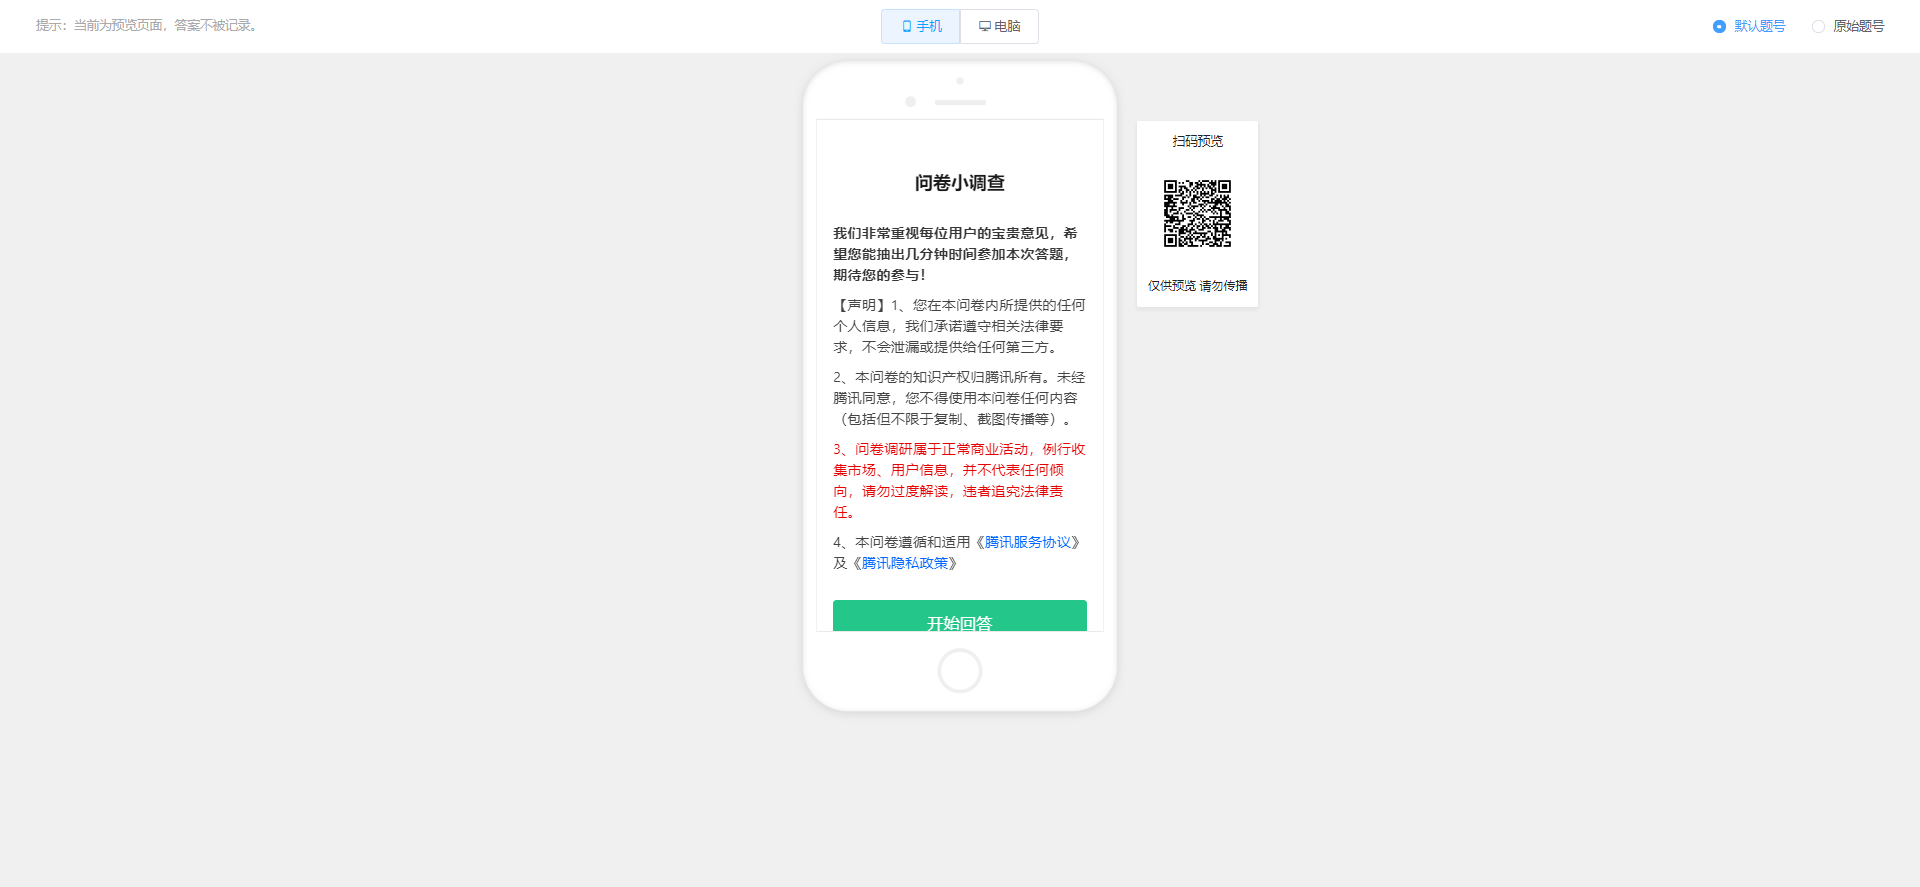 提示：当前为预览页面，答案不被记录。
手机
电脑
默认题号
原始题号
问卷小调查
我们非常重视每位用户的宝贵意见，希
望您能抽出几分钟时间参加本次答题，
期待您的参与！
【声明】1、您在本问卷内所提供的任何
个人信息，我们承诺遵守相关法律要
求，不会泄漏或提供给任何第三方。
2、本问卷的知识产权归腾讯所有。未经
腾讯同意，您不得使用本问卷任何内容
（包括但不限于复制、截图传播等）。
3、问卷调研属于正常商业活动，例行收
集市场、用户信息，并不代表任何倾
向，请勿过度解读，违者追究法律责
任。
4、本问卷遵循和适用《腾讯服务协议》
及《腾讯隐私政策》
开始回答
扫码预览
仅供预览 请勿传播